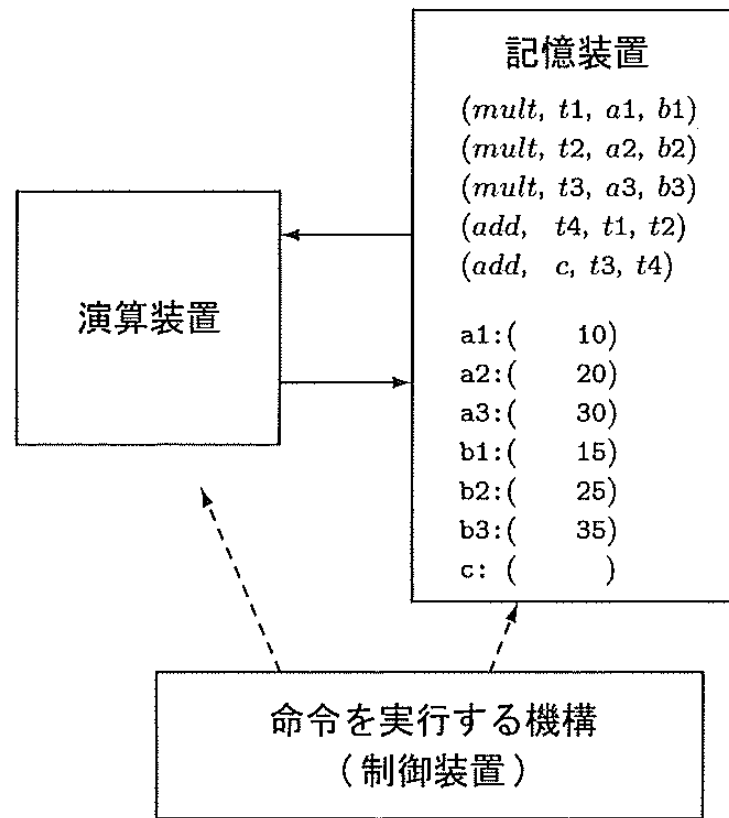 記憶装置
(mult, t1, a1, b1)
(mult, t2, a2, b2)
(mult, t3, a3, b3)
(add, t4, t1, t2)
(add, c, t3, t4)
a1:( 10)
a2:( 20)
a3:( 30)
b1:( 15)
b2:( 25)
b3:( 35)
c: ( )
演算装置
命令を実行する機構
（制御装置）